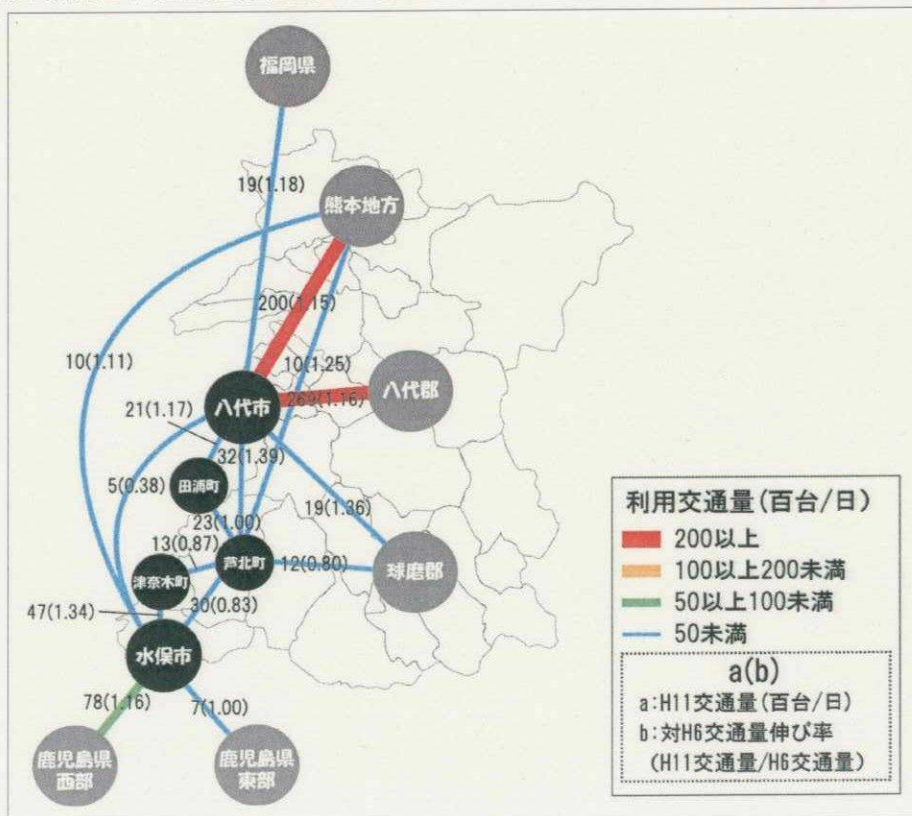 福岡県
19(1.18)
熊本地方
200(1.15)
10(1.11)
10(1.25)
八代市
269(1.16)
八代郡
21(1.17)
32(1.39)
田浦町
5(0.38)
19(1.36)
23(1.00)
13(0.87)
津奈木町
芦北町
12(0.80)
球磨郡
30(0.83)
47(1.34)
水俣市
78(1.16)
7(1.00)
鹿児島県
西部
鹿児島県
東部
利用交通量(百台/日)
200以上
100以上200未満
50以上100未満
50未満
a(b)
a:H11交通量(百台/日)
b:対H6交通量伸び率
(H11交通量/H6交通量)